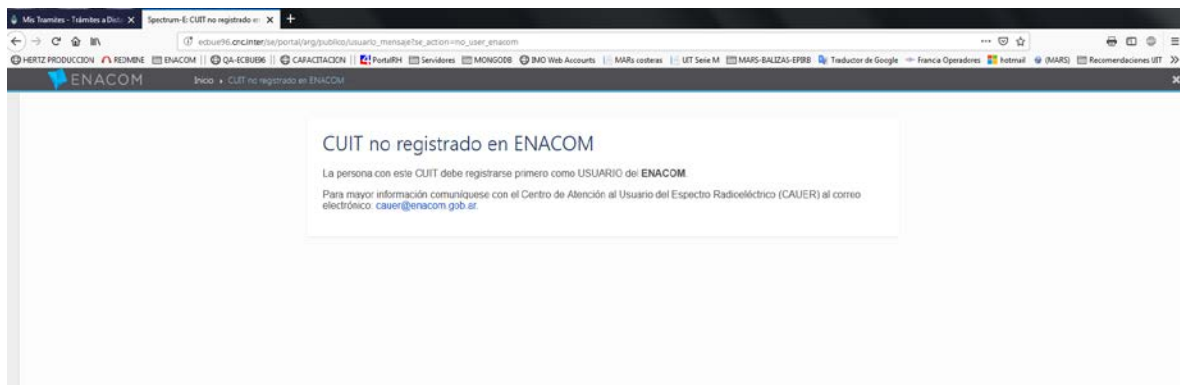 Mis Tramites - Trámites a Dista X Spectrum-E: CUIT no registrado en X +
ecbue96.cnc.inter/se/portal/arg/publico/usuario_mensaje?se_action=no_user_enacom
HERTZ PRODUCCION REDMINE ENACOM || QA-ECBUE96 || CAPACITACION || PortalRH Servidores MONGODB IMO Web Accounts MARs costeras UIT Serie M MARS-BALIZAS-EPIRB Traductor de Google Francia Operadores hotmail (MARS) Recomendaciones UIT
ENACOM Inicio CUIT no registrado en ENACOM
CUIT no registrado en ENACOM
La persona con este CUIT debe registrarse primero como USUARIO del ENACOM.
Para mayor información comuníquese con el Centro de Atención al Usuario del Espectro Radioeléctrico (CAUER) al correo
electrónico: cauer@enacom.gob.ar.